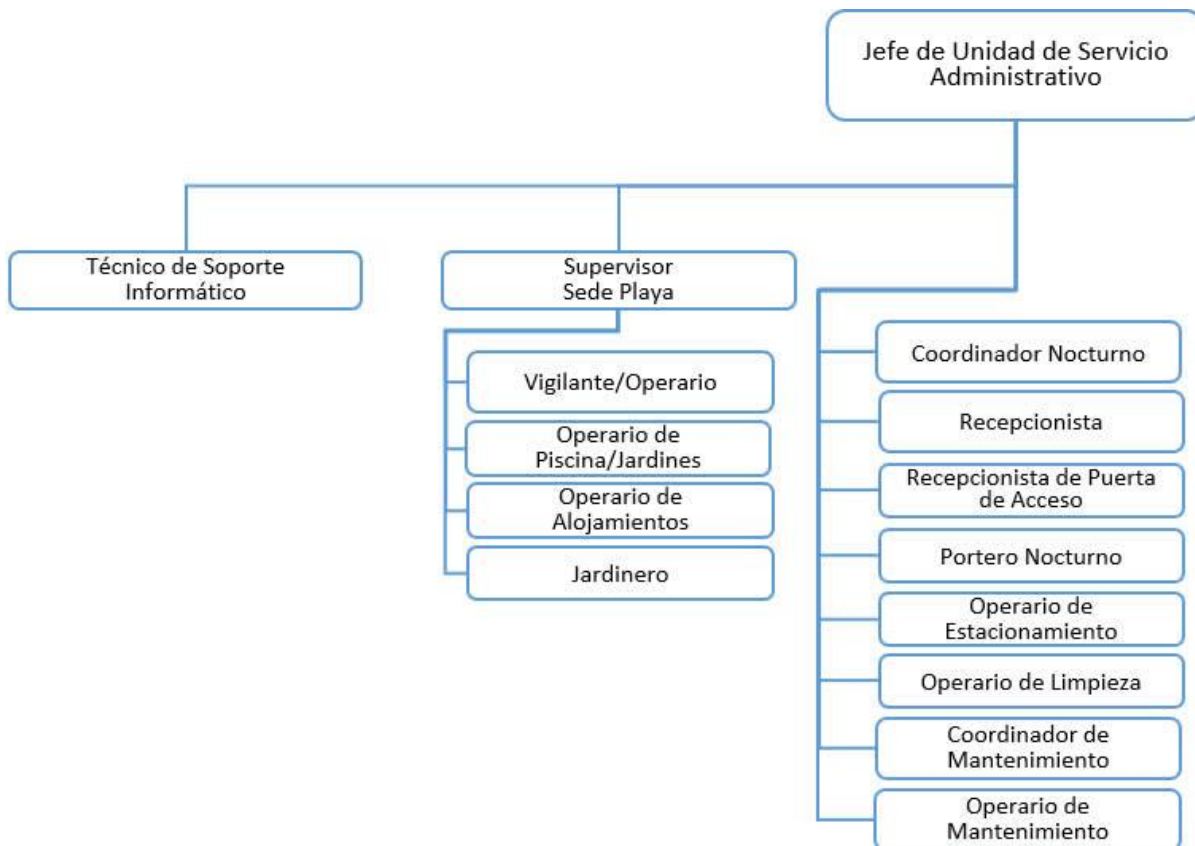 Jefe de Unidad de Servicio
Administrativo
Técnico de Soporte
Informático
Supervisor
Sede Playa
Vigilante/Operario
Operario de
Piscina/Jardines
Operario de
Alojamientos
Jardinero
Coordinador Nocturno
Recepcionista
Recepcionista de Puerta
de Acceso
Portero Nocturno
Operario de
Estacionamiento
Operario de Limpieza
Coordinador de
Mantenimiento
Operario de
Mantenimiento